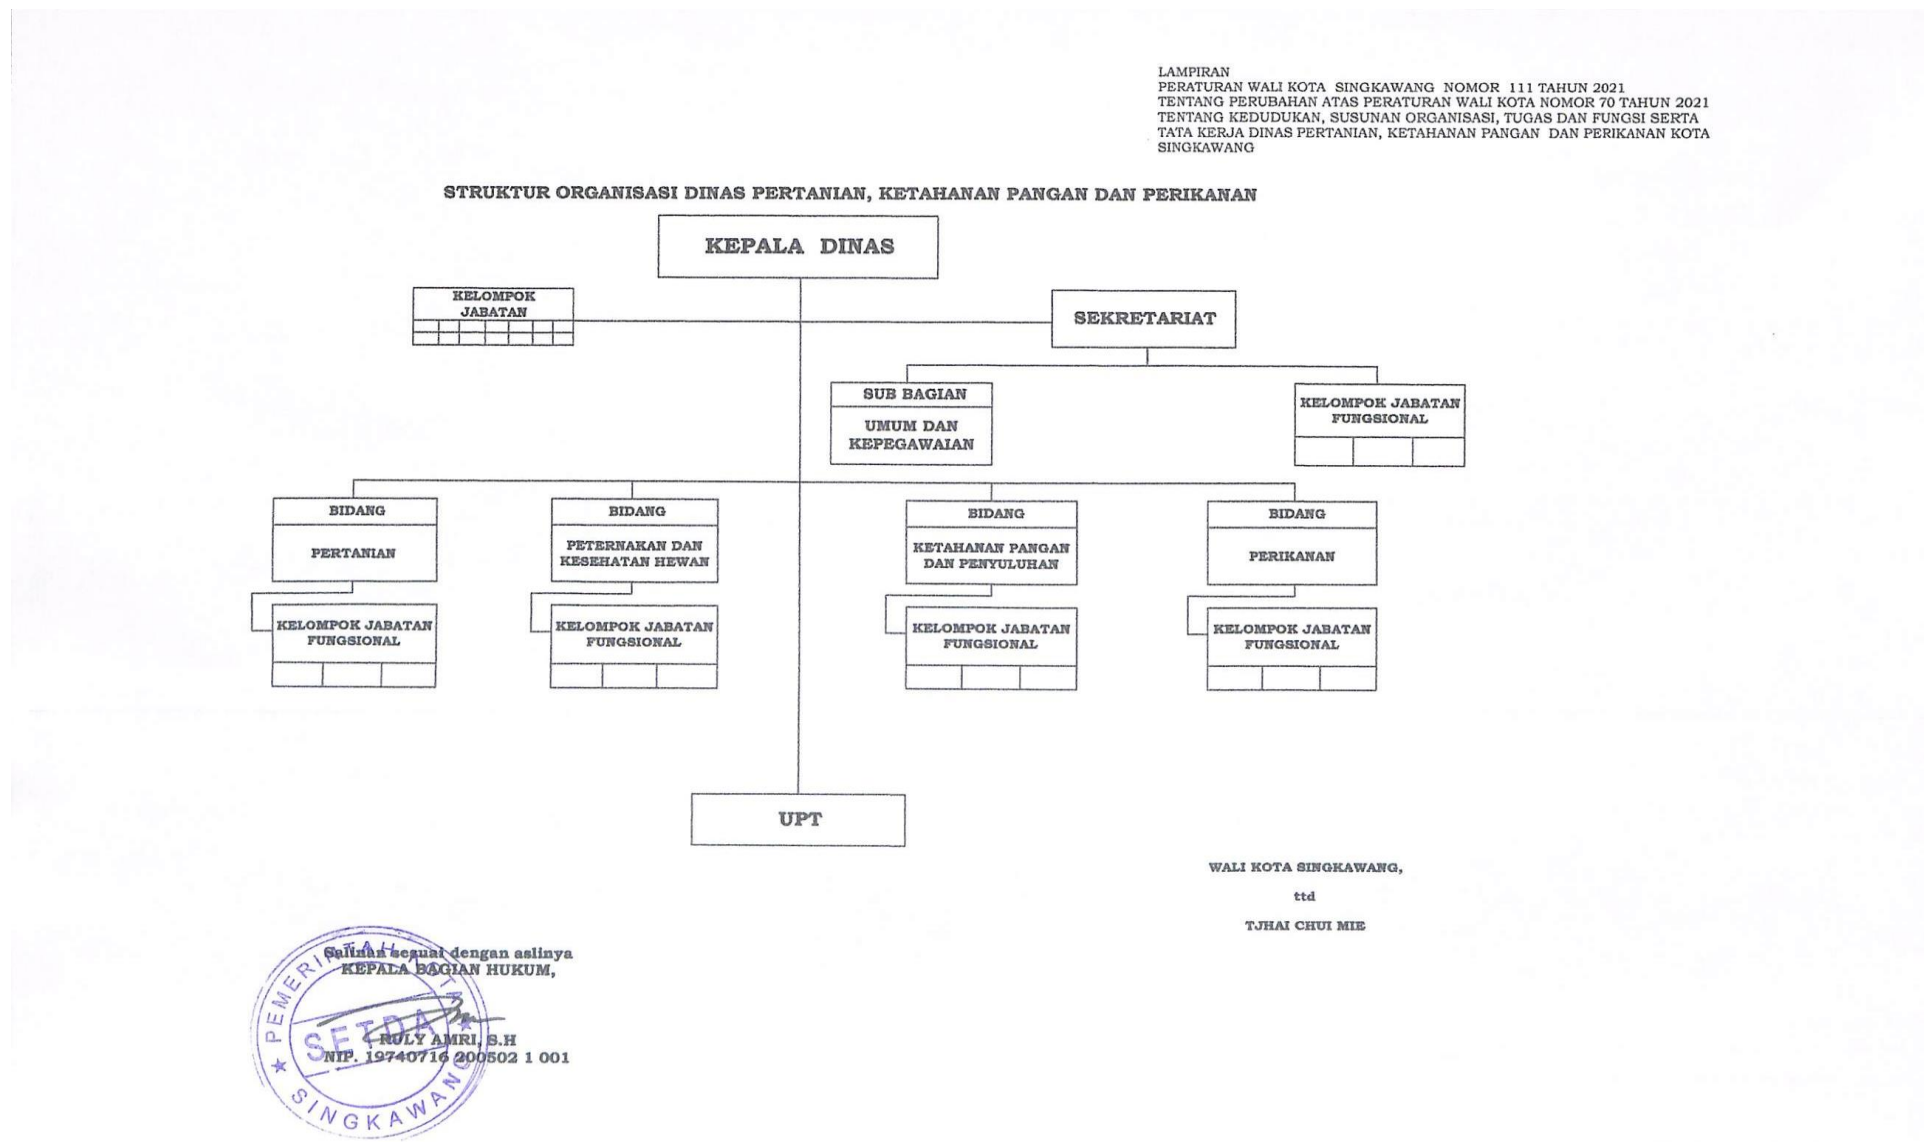 LAMPIRAN
PERATURAN WALI KOTA SINGKAWANG NOMOR 111 TAHUN 2021
TENTANG PERUBAHAN ATAS PERATURAN WALI KOTA NOMOR 70 TAHUN 2021
TENTANG KEDUDUKAN, SUSUNAN ORGANISASI, TUGAS DAN FUNGSI SERTA
TATA KERJA DINAS PERTANIAN, KETAHANAN PANGAN DAN PERIKANAN KOTA
SINGKAWANG
STRUKTUR ORGANISASI DINAS PERTANIAN, KETAHANAN PANGAN DAN PERIKANAN
KEPALA DINAS
KELOMPOK
JABATAN
SEKRETARIAT
SUB BAGIAN
UMUM DAN
KEPEGAWAIAN
KELOMPOK JABATAN
FUNGSIONAL
BIDANG
PERTANIAN
KELOMPOK JABATAN
FUNGSIONAL
BIDANG
PETERNAKAN DAN
KESEHATAN HEWAN
KELOMPOK JABATAN
FUNGSIONAL
BIDANG
KETAHANAN PANGAN
DAN PENYULUHAN
KELOMPOK JABATAN
FUNGSIONAL
BIDANG
PERIKANAN
KELOMPOK JABATAN
FUNGSIONAL
UPT
WALI KOTA SINGKAWANG,
ttd
TJHAI CHUI MIE
Salinan sesuai dengan aslinya
KEPALA BAGIAN HUKUM,
RULY AMRI, S.H
NIP. 19740716 200502 1 001
PEMERINTAH KOTA
SETDA
SINGKAWANG